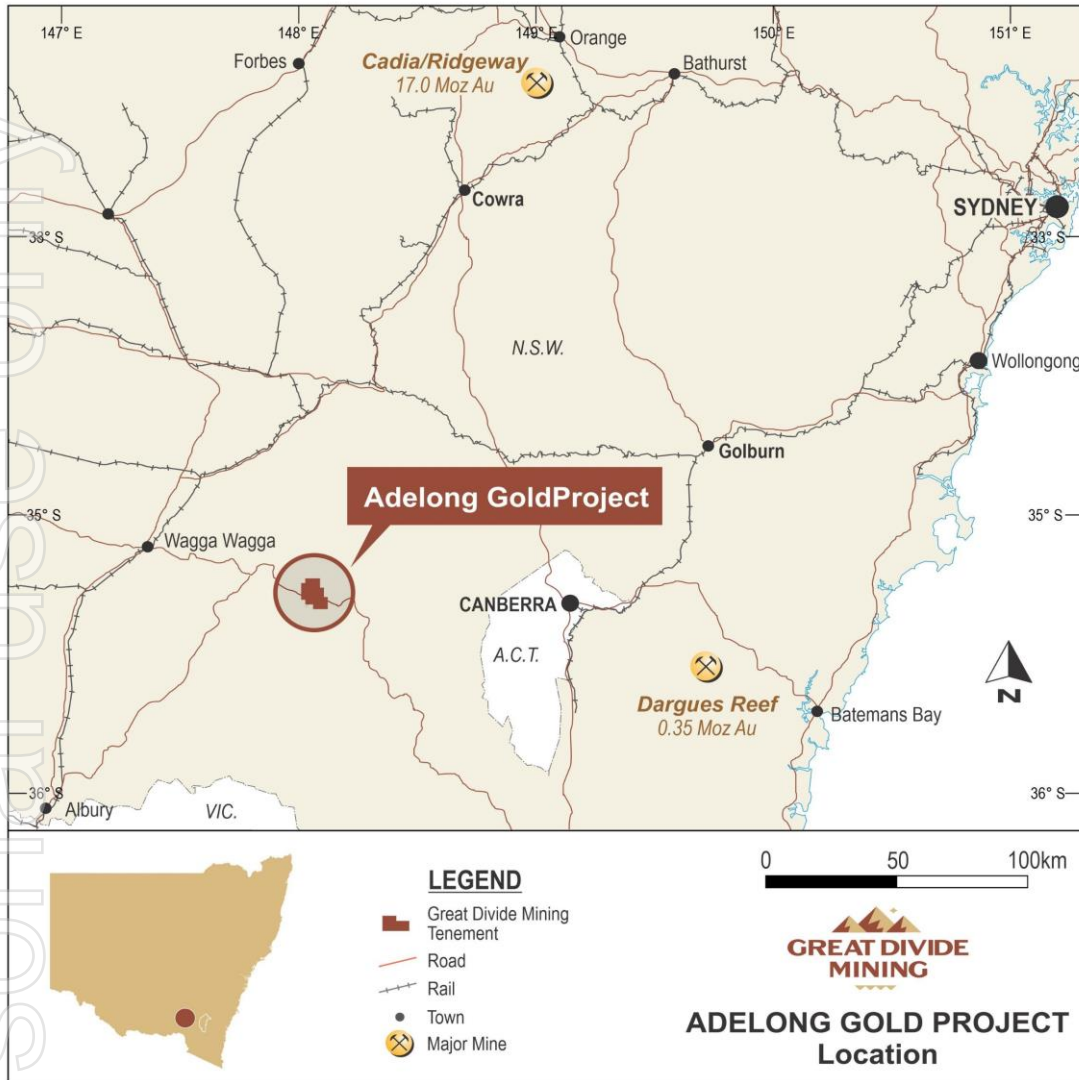 147° E
148° E
149° E
150° E
151° E
Forbes
Orange
Cadia/Ridgeway
17.0 Moz Au
Bathurst
Cowra
SYDNEY
33° S
33° S
N.S.W.
Wollongong
Golburn
Adelong GoldProject
35° S
35° S
Wagga Wagga
CANBERRA
A.C.T.
Dargues Reef
0.35 Moz Au
N
Batemans Bay
36° S
36° S
Albury
VIC.
LEGEND
Great Divide Mining
Tenement
Road
Rail
Town
Major Mine
0 50 100km
GREAT DIVIDE
MINING
ADELONG GOLD PROJECT
Location
sonal use only